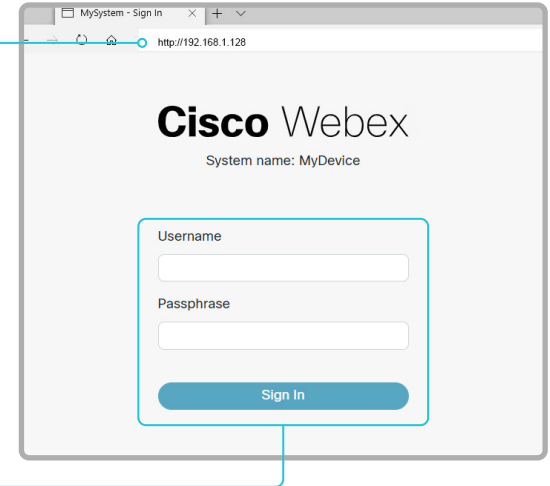 MySystem - Sign In
http://192.168.1.128
Cisco Webex
System name: MyDevice
Username
Passphrase
Sign In